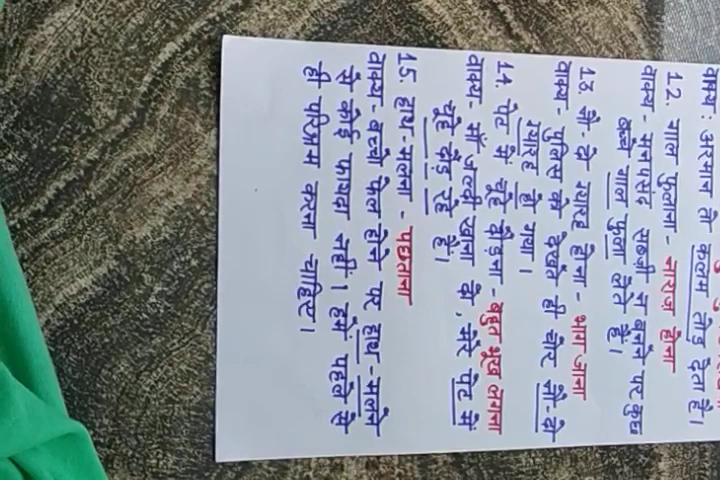 वाक्य : अरमान तो कलम तोड़ देता है।
12. गाल फुलाना - नाराज होना
वाक्य - मनपसंद सब्जी न बनने पर कुछ
बच्चे गाल फुला लेते हैं।
13 नौ-दो ग्यारह होना - भाग जाना
वाक्य - पुलिस को देखते ही चोर नौ-दो
ग्यारह हो गया।
14. पेट में चूहे दौड़ना - बहुत भूख लगना
वाक्य - माँ जल्दी खाना दो, मेरे पेट में
चूहे दौड़ रहे हैं।
15. हाथ-मलना - पछताना
वाक्य - बच्चो फेल होने पर हाथ-मलने
से कोई फायदा नहीं। हमें पहले से
ही परिश्रम करना चाहिए।